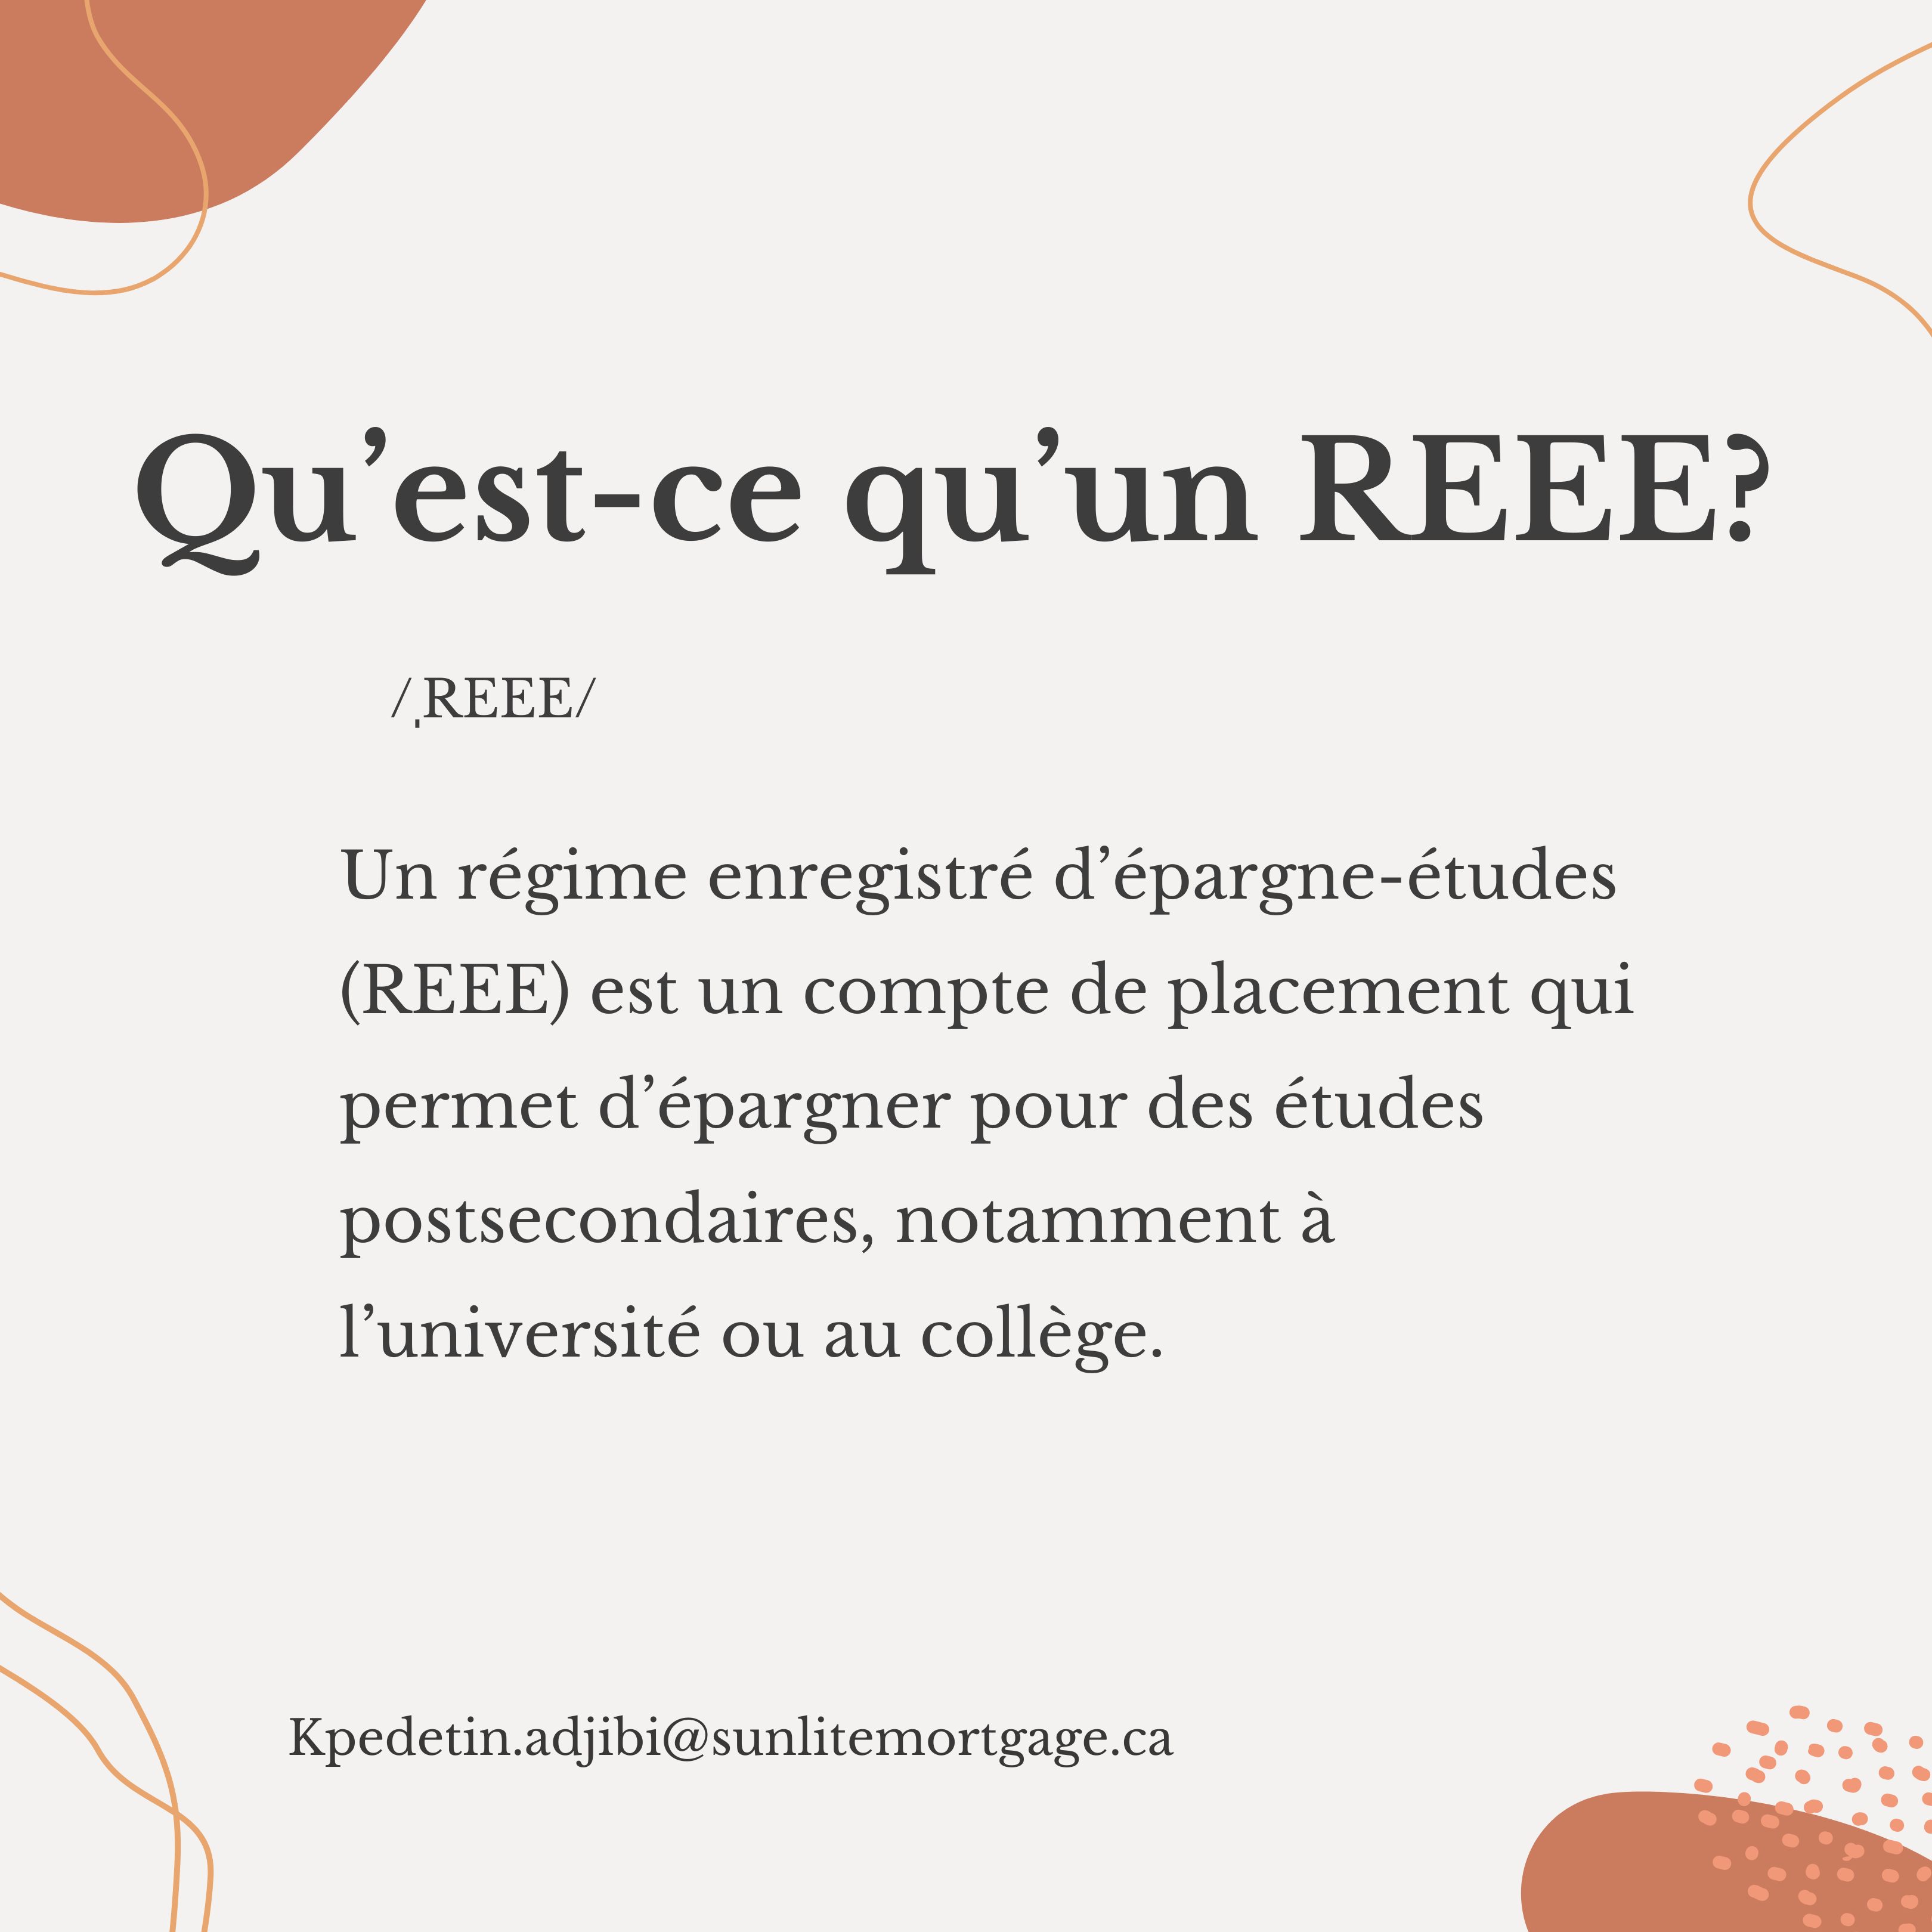 Qu’est-ce qu’un REEE?
/ˌREEE/
Un régime enregistré d’épargne-études
(REEE) est un compte de placement qui
permet d’épargner pour des études
postsecondaires, notamment à
l’université ou au collège.
Kpedetin.adjibi@sunlitemortgage.ca